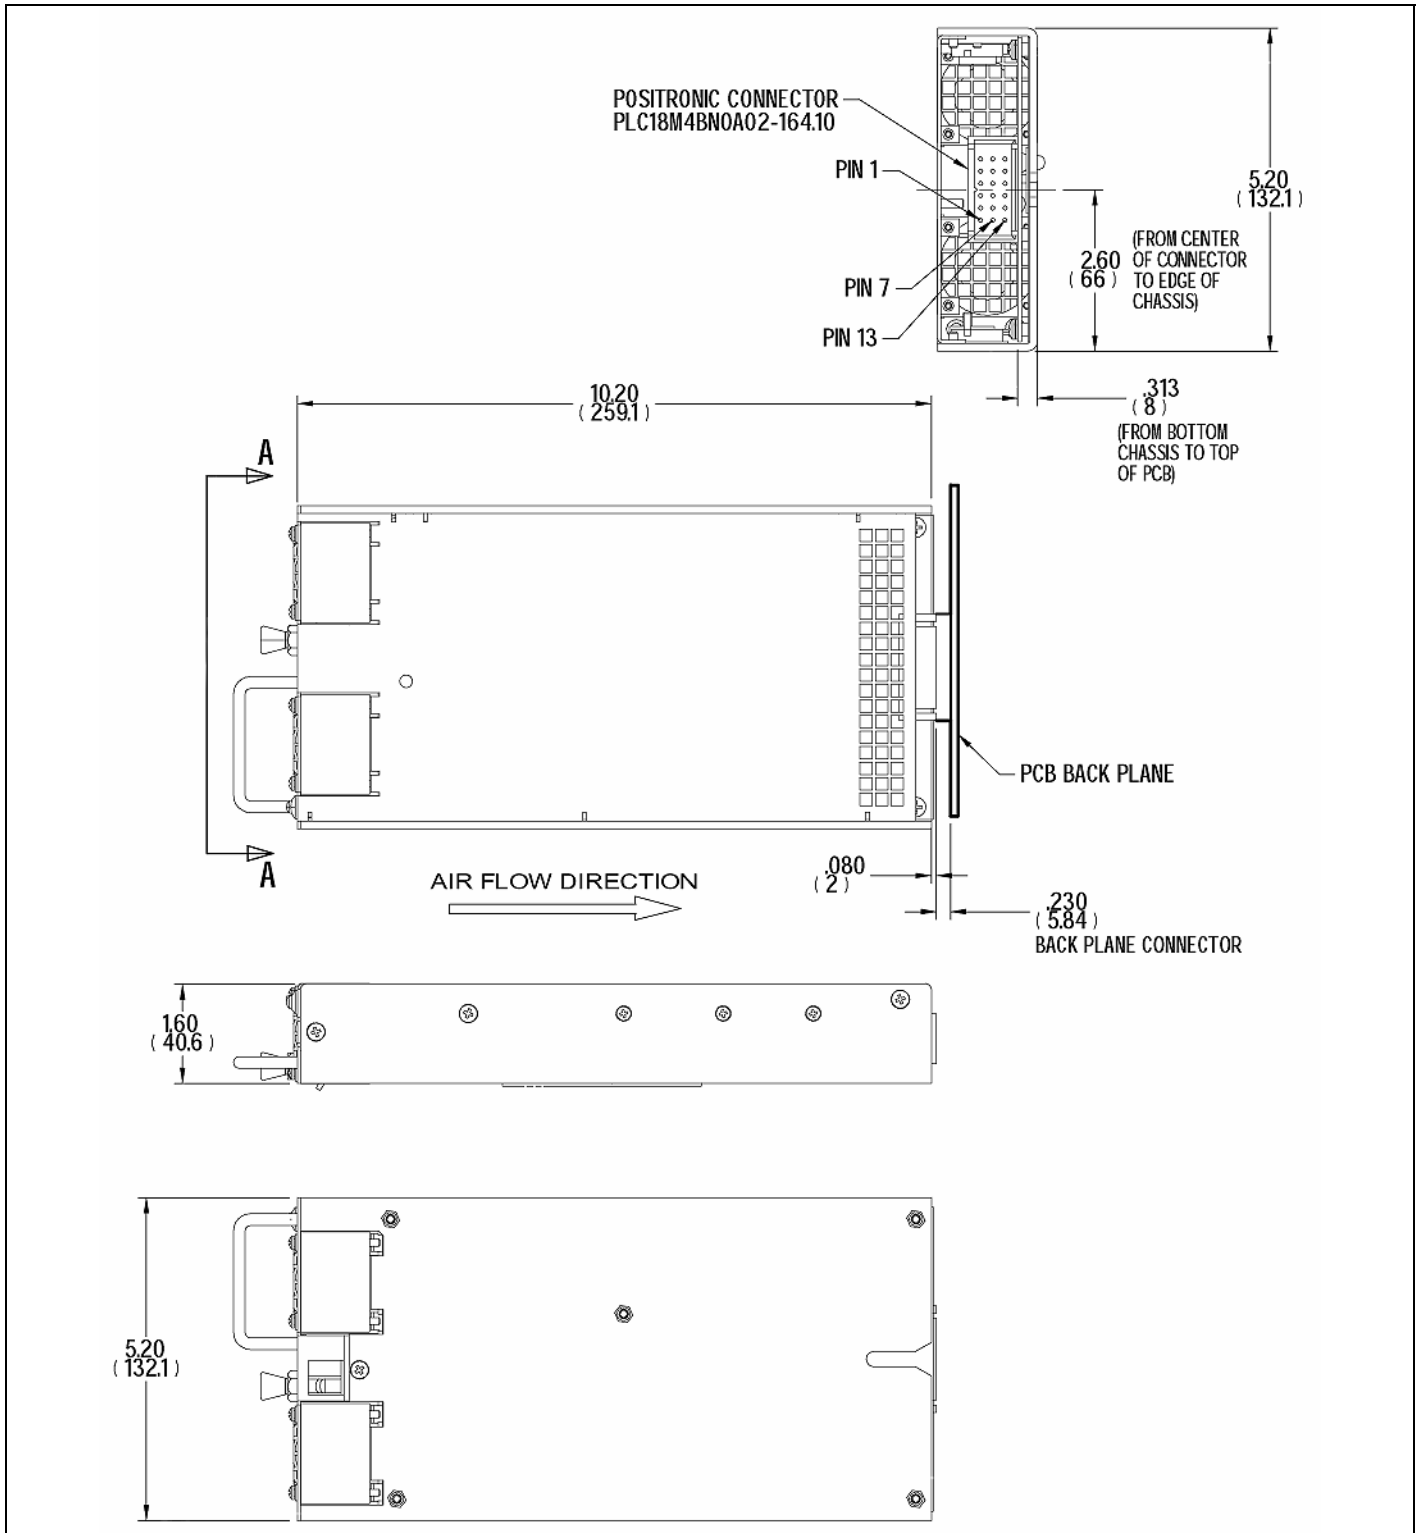 POSITRONIC CONNECTOR
PLC18M4BN0A02-164.10
PIN 1
PIN 7
PIN 13
5.20
(132.1)
2.60
(66)
(FROM CENTER
OF CONNECTOR
TO EDGE OF
CHASSIS)
.313
(8)
(FROM BOTTOM
CHASSIS TO TOP
OF PCB)
10.20
(259.1)
A
PCB BACK PLANE
A
AIR FLOW DIRECTION
.080
(2)
.230
(5.84)
BACK PLANE CONNECTOR
1.60
(40.6)
5.20
(132.1)